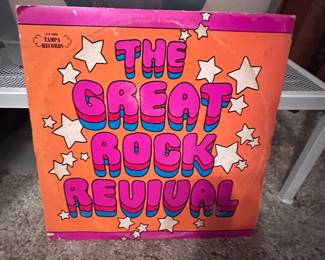 TAMPA
RECORDS
THE
GREAT
ROCK
REVIVAL